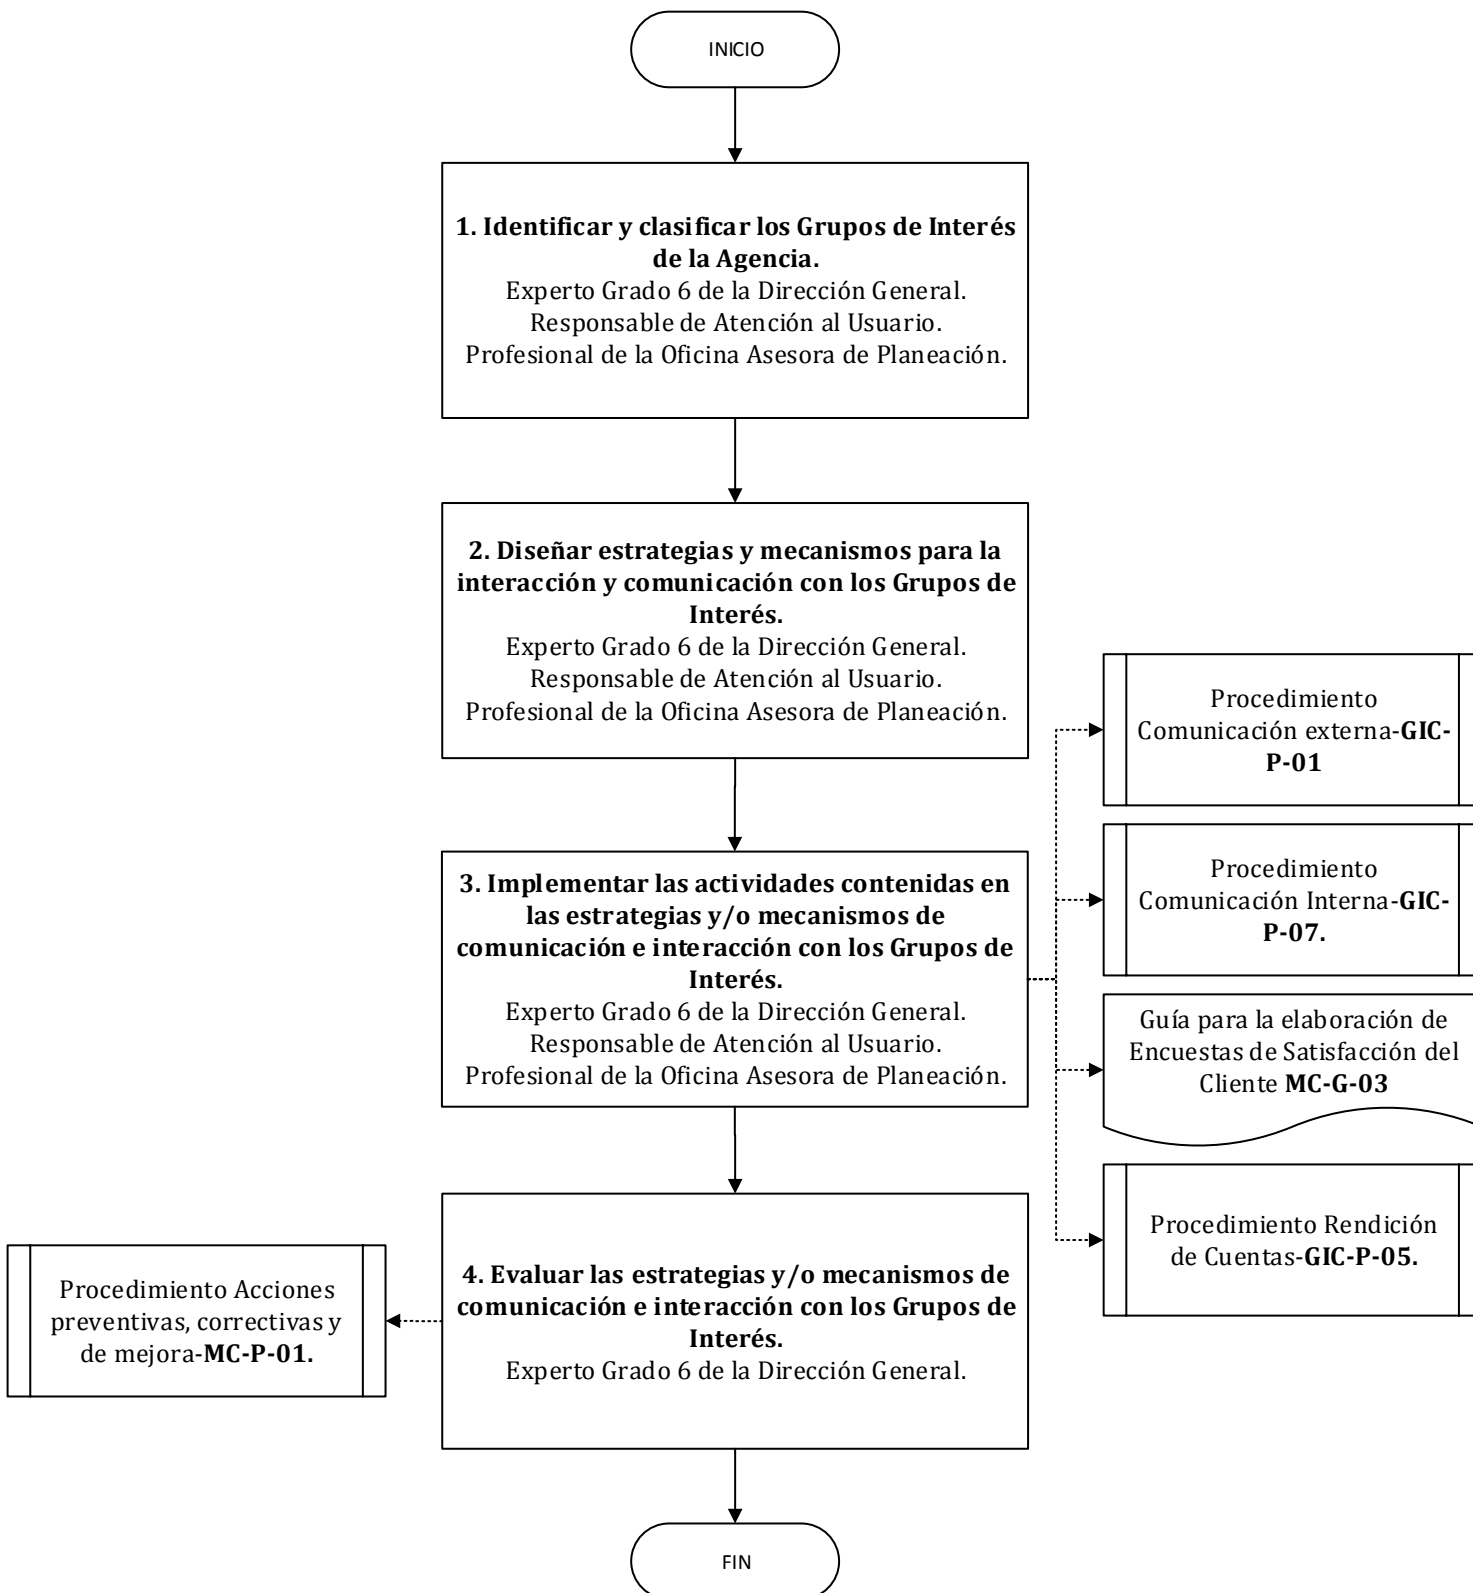 INICIO
1. Identificar y clasificar los Grupos de Interés
de la Agencia.
Experto Grado 6 de la Dirección General.
Responsable de Atención al Usuario.
Profesional de la Oficina Asesora de Planeación.
2. Diseñar estrategias y mecanismos para la
interacción y comunicación con los Grupos de
Interés.
Experto Grado 6 de la Dirección General.
Responsable de Atención al Usuario.
Profesional de la Oficina Asesora de Planeación.
3. Implementar las actividades contenidas en
las estrategias y/o mecanismos de
comunicación e interacción con los Grupos de
Interés.
Experto Grado 6 de la Dirección General.
Responsable de Atención al Usuario.
Profesional de la Oficina Asesora de Planeación.
Procedimiento
Comunicación externa-GIC-
P-01
Procedimiento
Comunicación Interna-GIC-
P-07.
Guía para la elaboración de
Encuestas de Satisfacción del
Cliente MC-G-03
Procedimiento Rendición
de Cuentas-GIC-P-05.
4. Evaluar las estrategias y/o mecanismos de
comunicación e interacción con los Grupos de
Interés.
Experto Grado 6 de la Dirección General.
Procedimiento Acciones
preventivas, correctivas y
de mejora-MC-P-01.
FIN